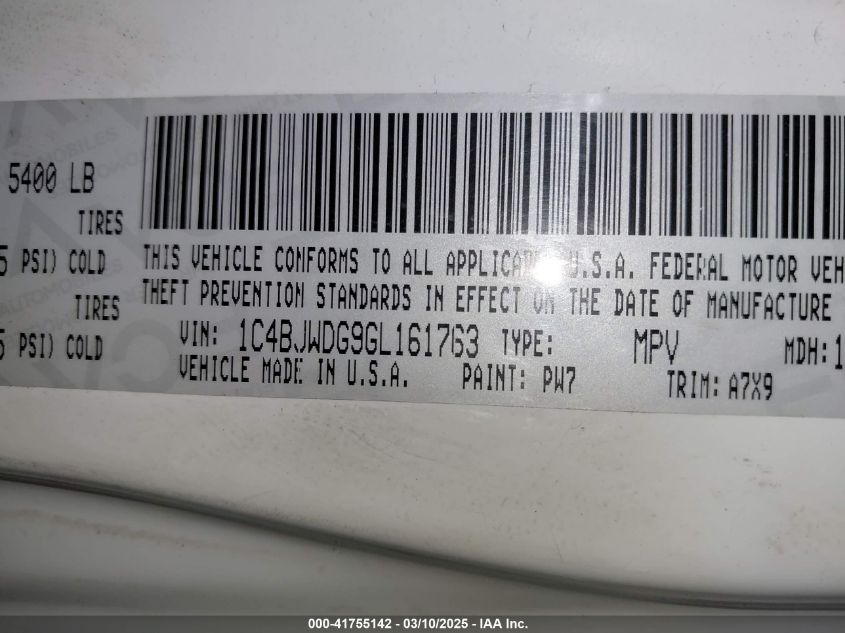 5400 LB
TIRES
5 PSI) COLD
TIRES
5 PSI) COLD
THIS VEHICLE CONFORMS TO ALL U.S.A. FEDERAL MOTOR VEH
THEFT PREVENTION STANDARDS IN EFFECT ON THE DATE OF MANUFACTURE
VIN: 1C4BJWDG9GL161763 TYPE: MPV MDH: 1
VEHICLE MADE IN U.S.A. PAINT: PW7 TRIM: A7X9
000-41755142 - 03/10/2025 - IAA Inc.